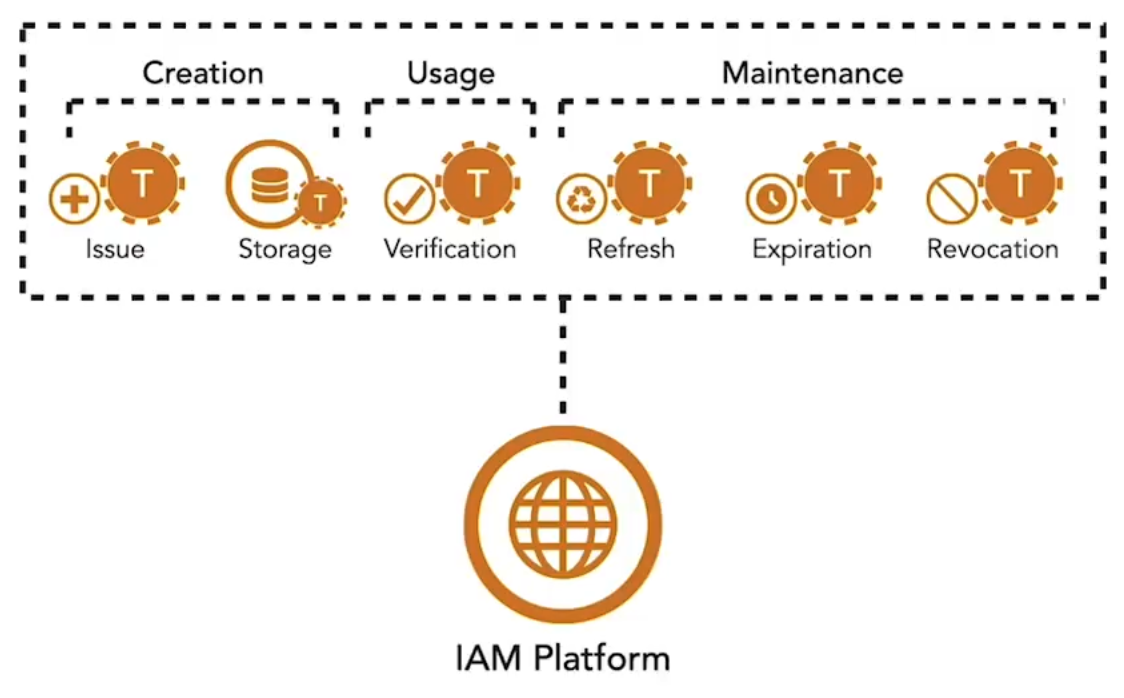 Creation
Usage
Maintenance
T
T
T
T
T
T
Issue
Storage
Verification
Refresh
Expiration
Revocation
IAM Platform